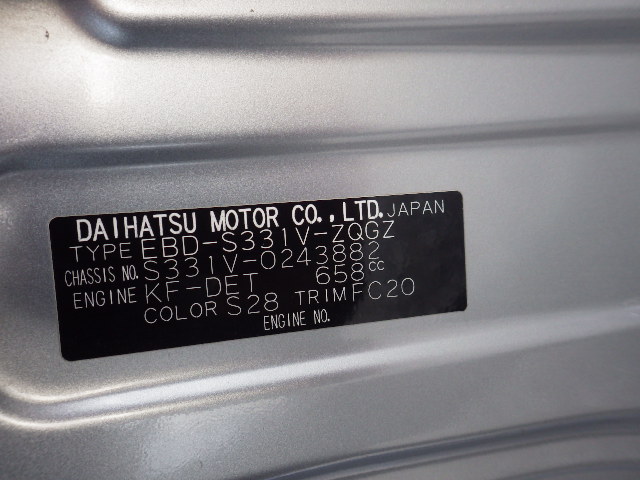 DAIHATSU MOTOR CO.,LTD. JAPAN
TYPE EBD-S331V-ZQGZ
CHASSIS NO. S331V-0243882
ENGINE KF-DET 658cc
COLOR S28 TRIM FC20
ENGINE NO.